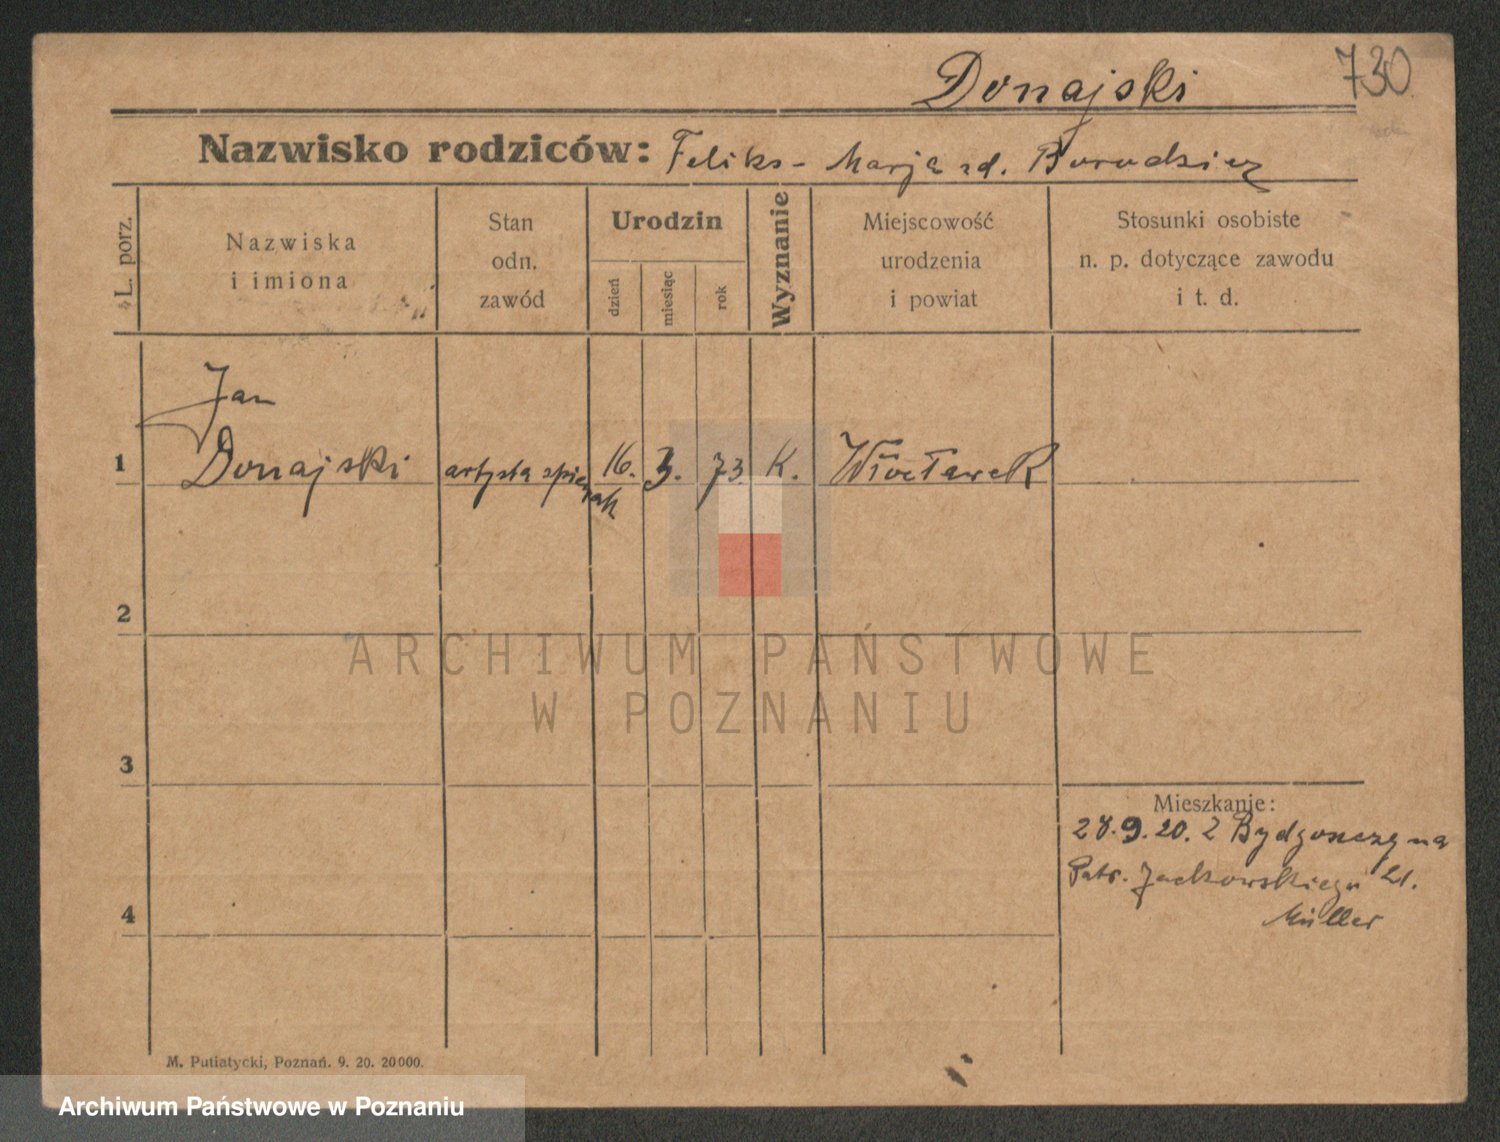 730
Donajski
Nazwisko rodziców: Feliks - Marja zd. Borodzicz
L. porz.
Nazwiska
i imiona
Stan
odn.
zawód
Urodzin
dzień
miesiąc
rok
Wyznanie
Miejscowość
urodzenia
i powiat
Stosunki osobiste
n. p. dotyczące zawodu
i t. d.
Jan
1 Donajski artysta śpiewak 16. 3. 73. K. Włocławek
2
3
4
Mieszkanie:
28.9.20. Z Bydgoszczy na
Patr. Jackowskiego 21.
Müller
M. Putiatycki, Poznań. 9. 20. 20000.
ARCHIWUM PAŃSTWOWE
W POZNANIU
Archiwum Państwowe w Poznaniu